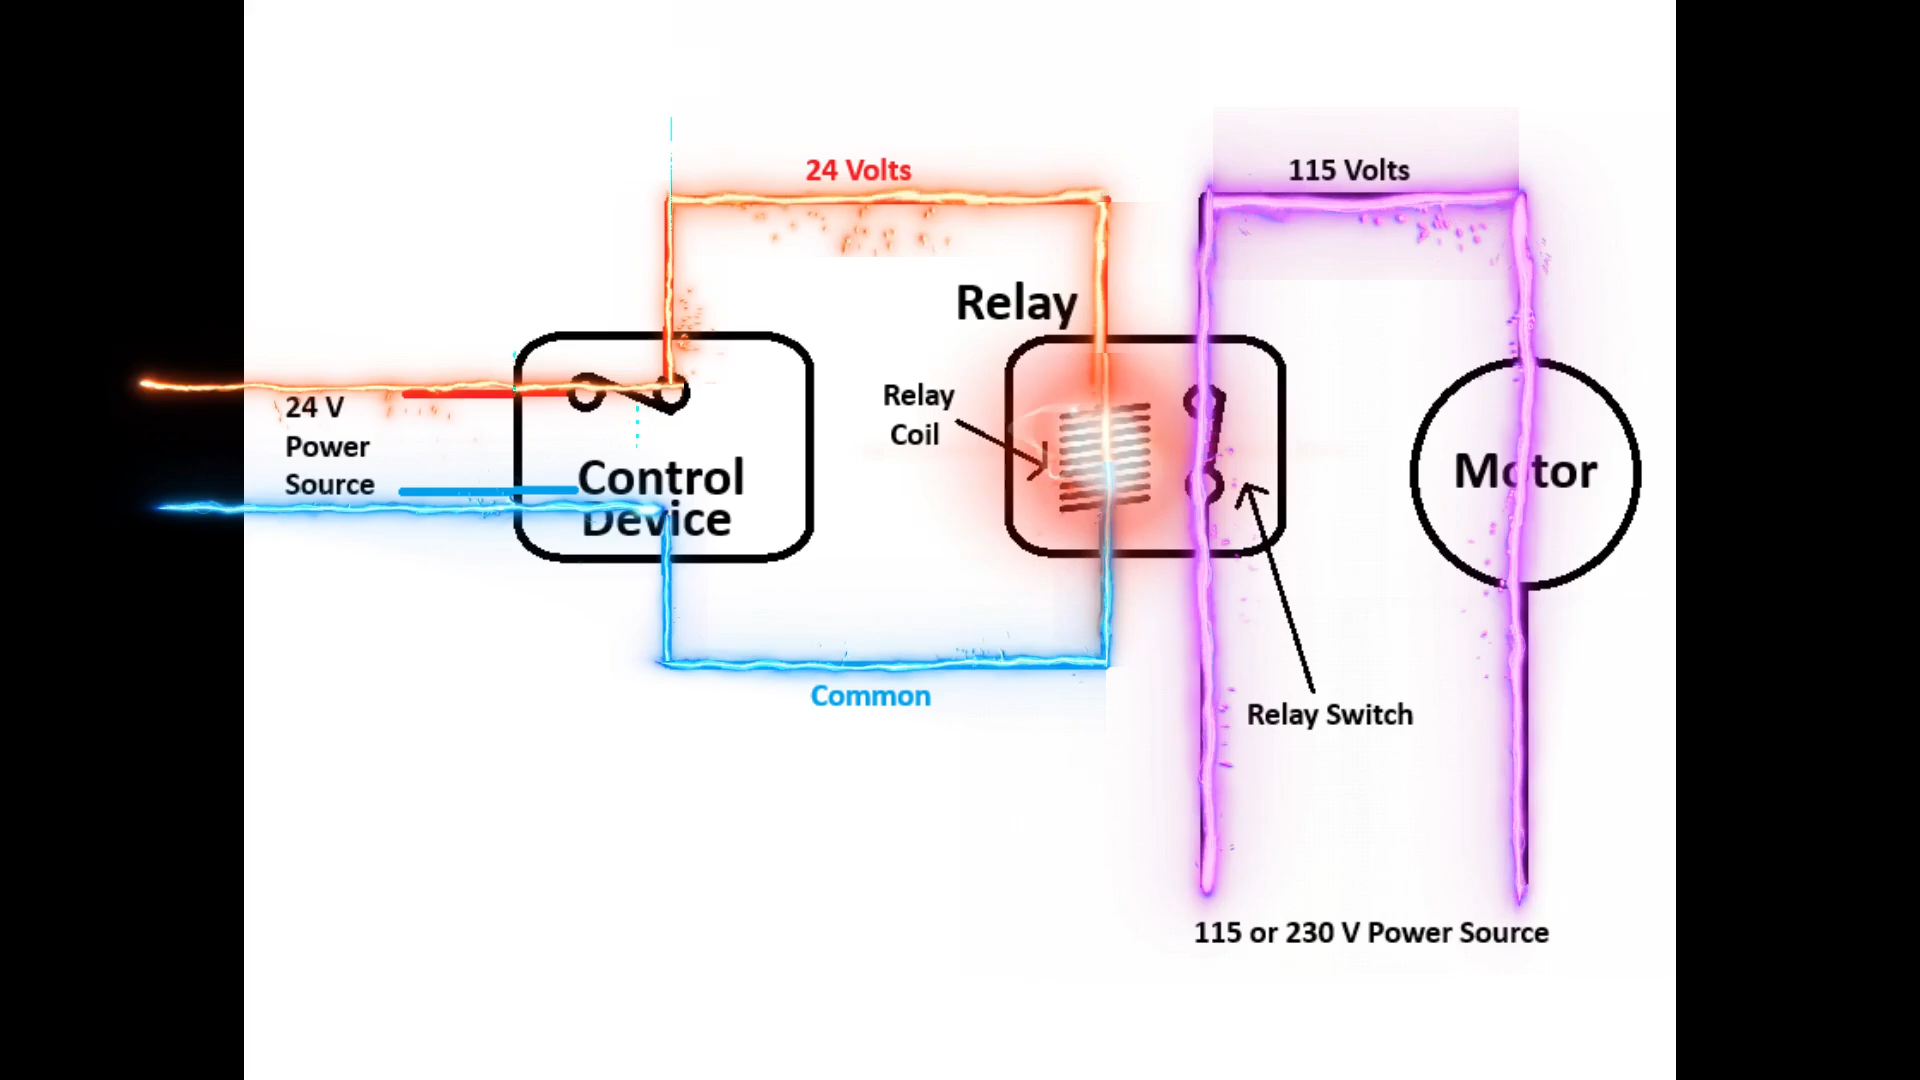 24 Volts
115 Volts
Relay
24 V
Power
Source
Relay
Coil
Control
Device
Motor
Common
Relay Switch
115 or 230 V Power Source